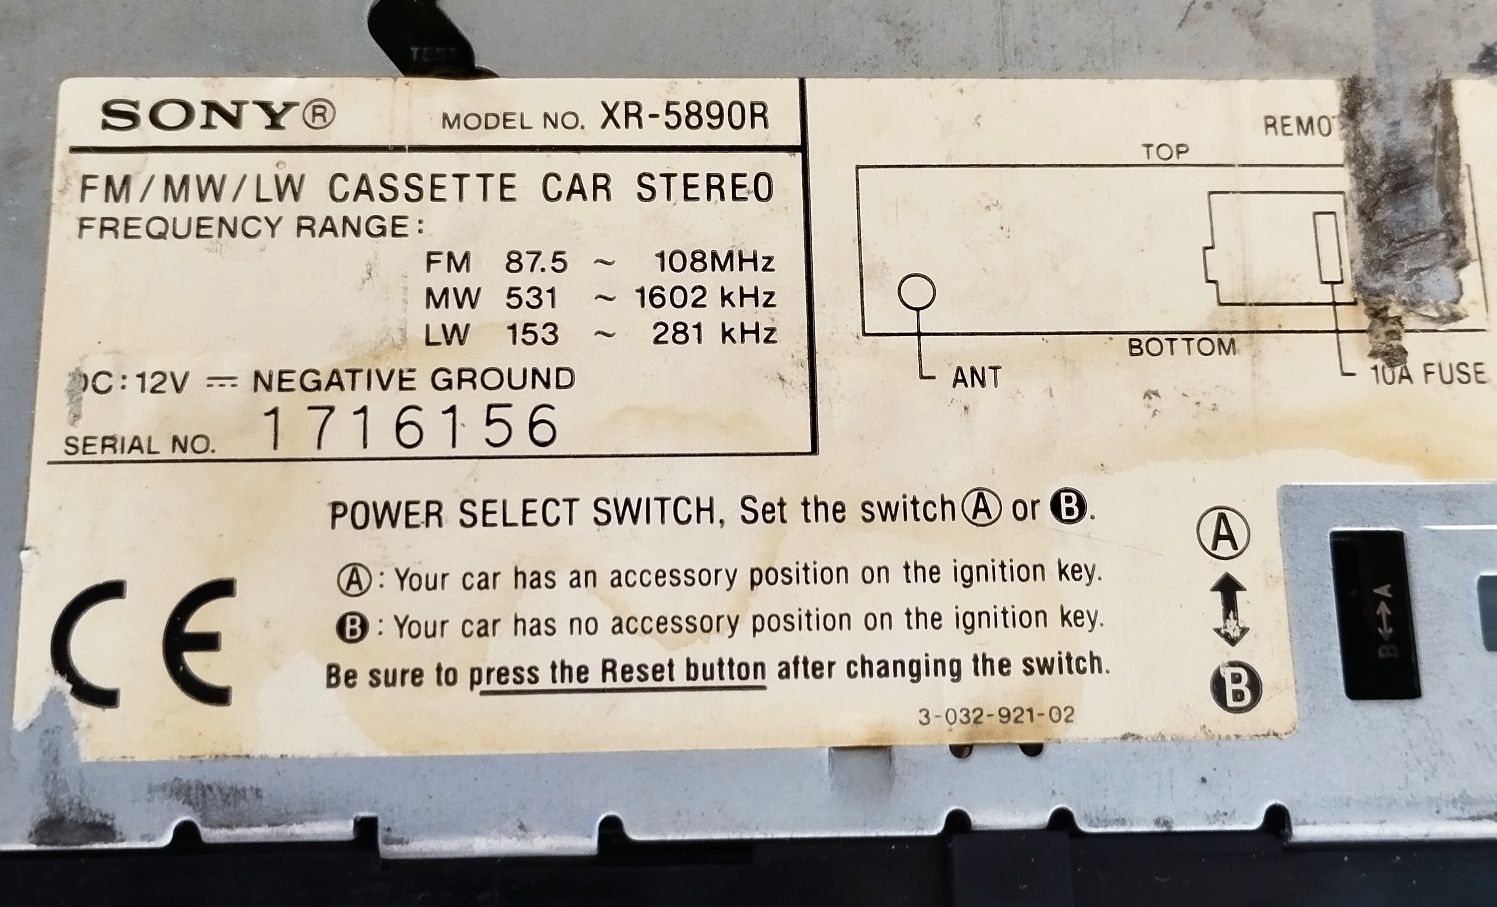 TEST
SONY®
MODEL NO. XR-5890R
FM/MW/LW CASSETTE CAR STEREO
FREQUENCY RANGE:
FM 87.5 ~ 108MHz
MW 531 ~ 1602 kHz
LW 153 ~ 281 kHz
DC:12V ⎓ NEGATIVE GROUND
SERIAL NO. 1716156
TOP
BOTTOM
ANT
10A FUSE
POWER SELECT SWITCH, Set the switch Ⓐ or 🅑.
Ⓐ: Your car has an accessory position on the ignition key.
🅑: Your car has no accessory position on the ignition key.
Be sure to press the Reset button after changing the switch.
3-032-921-02
CE
Ⓐ
🅑
B↔A